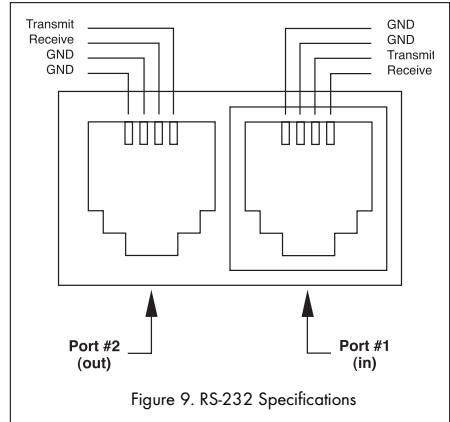 Transmit
Receive
GND
GND
GND
GND
Transmit
Receive
Port #2
(out)
Port #1
(in)
Figure 9. RS-232 Specifications